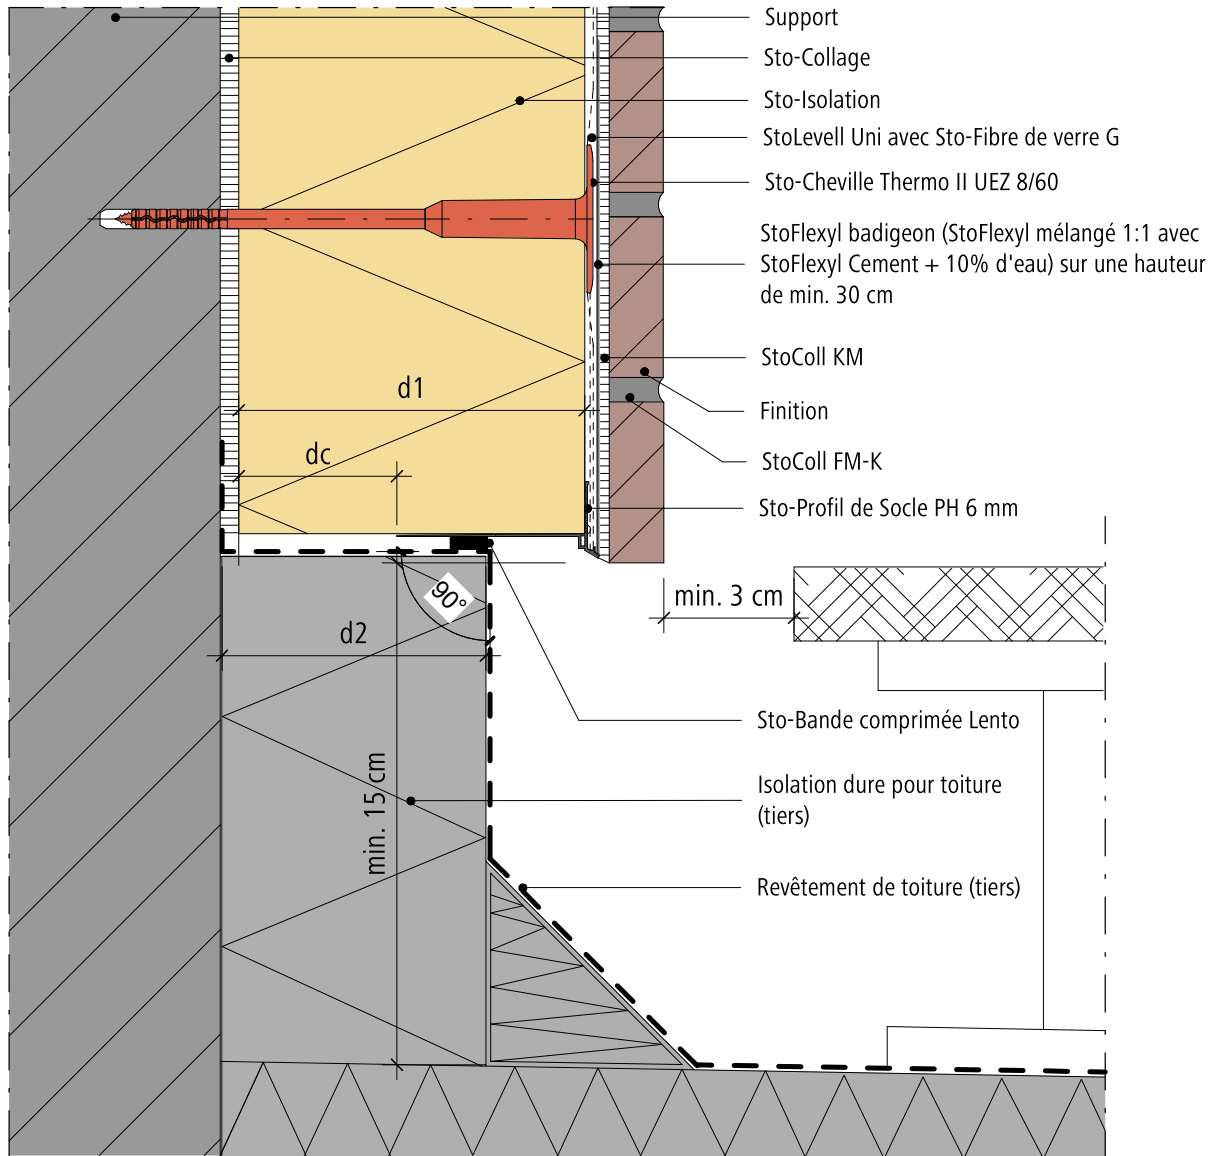 Support
Sto-Collage
Sto-Isolation
StoLevell Uni avec Sto-Fibre de verre G
Sto-Cheville Thermo II UEZ 8/60
StoFlexyl badigeon (StoFlexyl mélangé 1:1 avec
StoFlexyl Cement + 10% d'eau) sur une hauteur
de min. 30 cm
StoColl KM
d1
Finition
dc
StoColl FM-K
Sto-Profil de Socle PH 6 mm
90°
min. 3 cm
d2
Sto-Bande comprimée Lento
min. 15 cm
Isolation dure pour toiture
(tiers)
Revêtement de toiture (tiers)